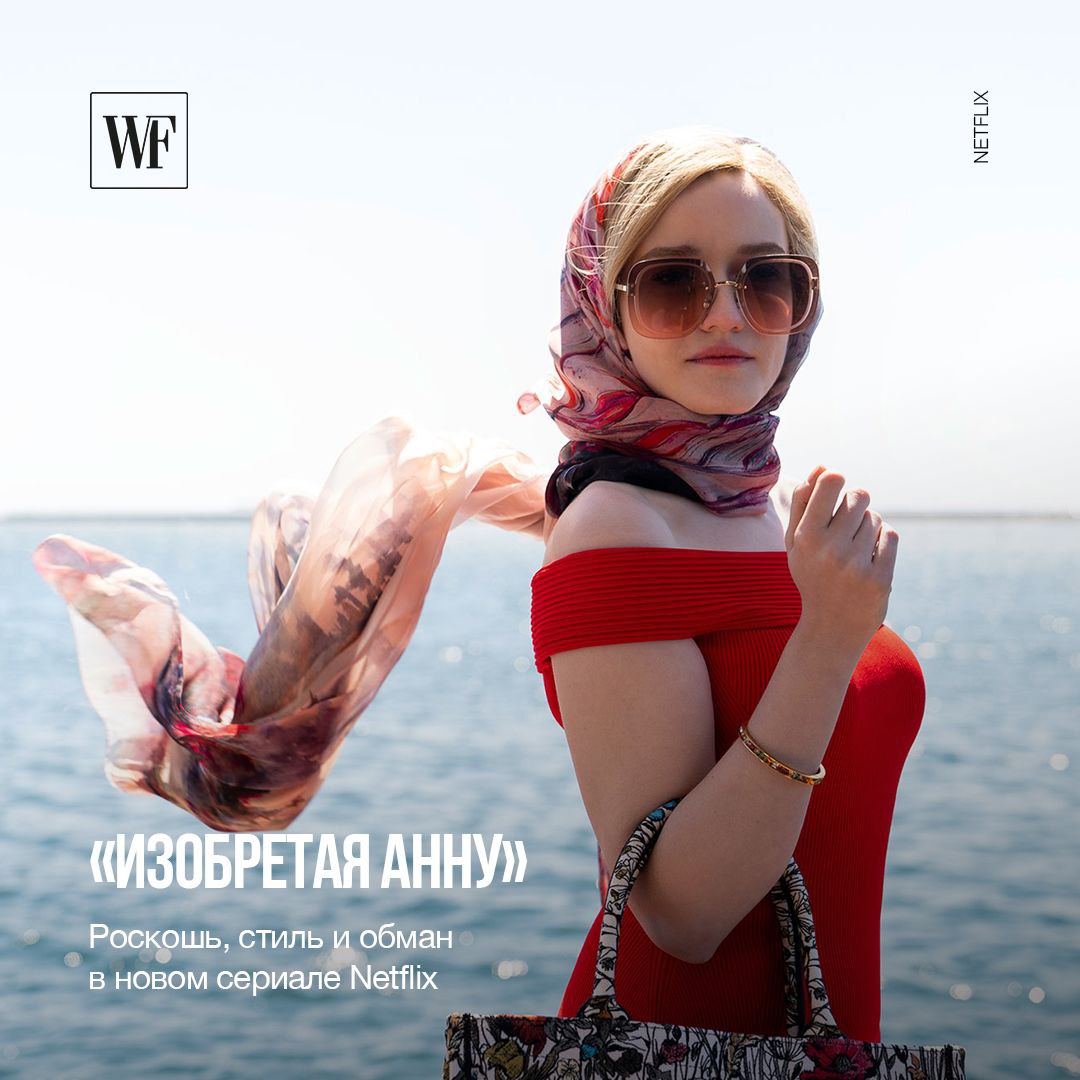 WF
NETFLIX
«ИЗОБРЕТАЯ АННУ»
Роскошь, стиль и обман
в новом сериале Netflix